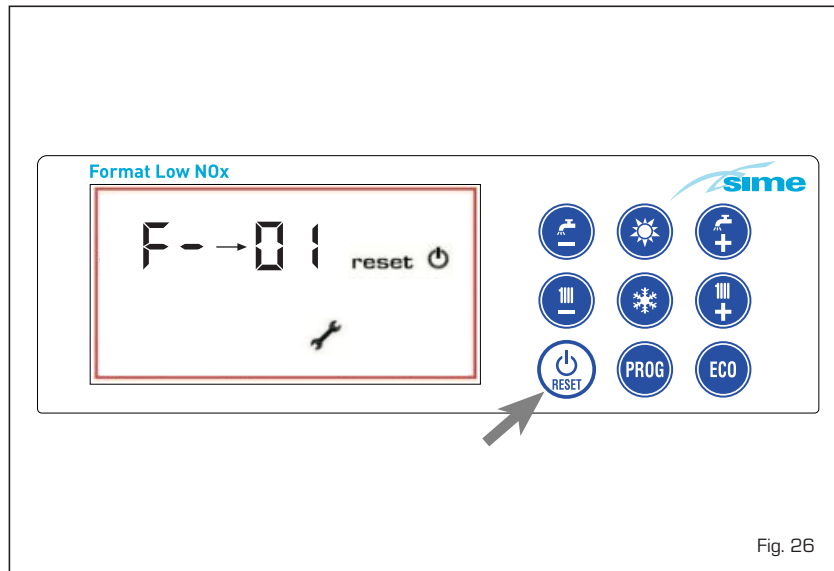 Format Low NOx
sime
F-→01 reset
RESET
PROG
ECO
Fig. 26